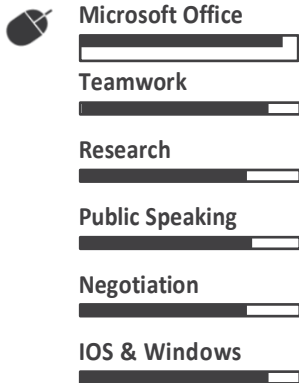 Microsoft Office
Teamwork
Research
Public Speaking
Negotiation
IOS & Windows